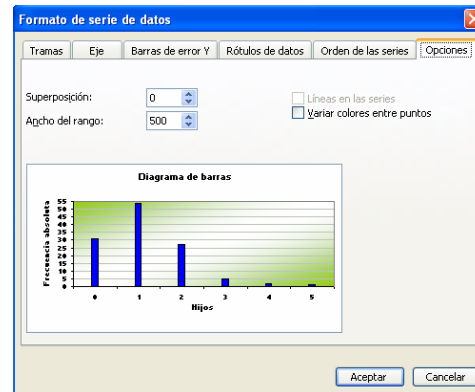 Formato de serie de datos
Tramas Eje Barras de error Y Rótulos de datos Orden de las series Opciones
Superposición: 0
Líneas en las series
Ancho del rango: 500
Variar colores entre puntos
Diagrama de barras
Frecuencia absoluta
55
50
45
40
35
30
25
20
15
10
5
0
0 1 2 3 4 5
Hijos
Aceptar Cancelar